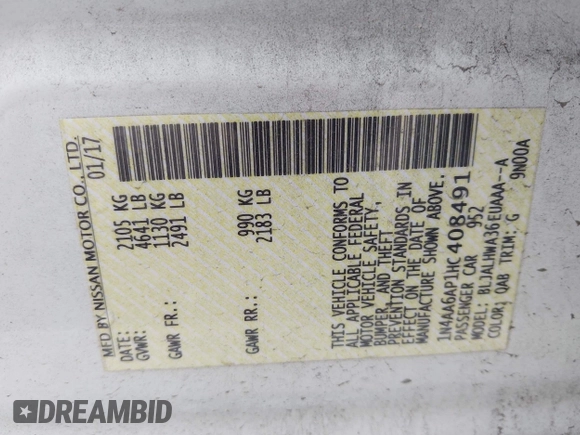 MFD BY NISSAN MOTOR CO., LTD.
DATE: 01/17
GVWR: 2105 KG
4641 LB
GAWR FR.: 1130 KG
2491 LB
GAWR RR.: 990 KG
2183 LB
THIS VEHICLE CONFORMS TO
ALL APPLICABLE FEDERAL
MOTOR VEHICLE SAFETY,
BUMPER, AND THEFT
PREVENTION STANDARDS IN
EFFECT ON THE DATE OF
MANUFACTURE SHOWN ABOVE.
1N4AA6AP1HC408491
PASSENGER CAR 952
MODEL: BLJALHWA36EUAAA--A
COLOR: QAB TRIM: G 9N00A
DREAMBID